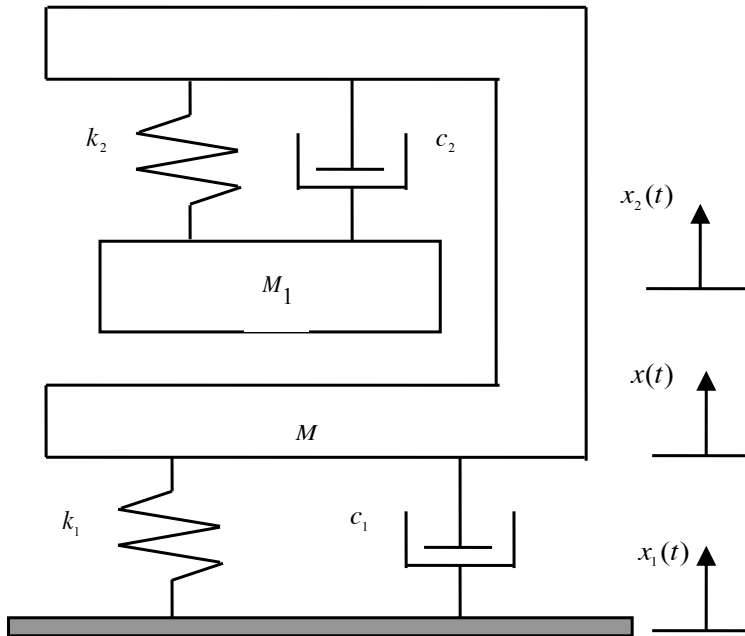 k₂
c₂
x₂(t)
M₁
x(t)
M
k₁
c₁
x₁(t)